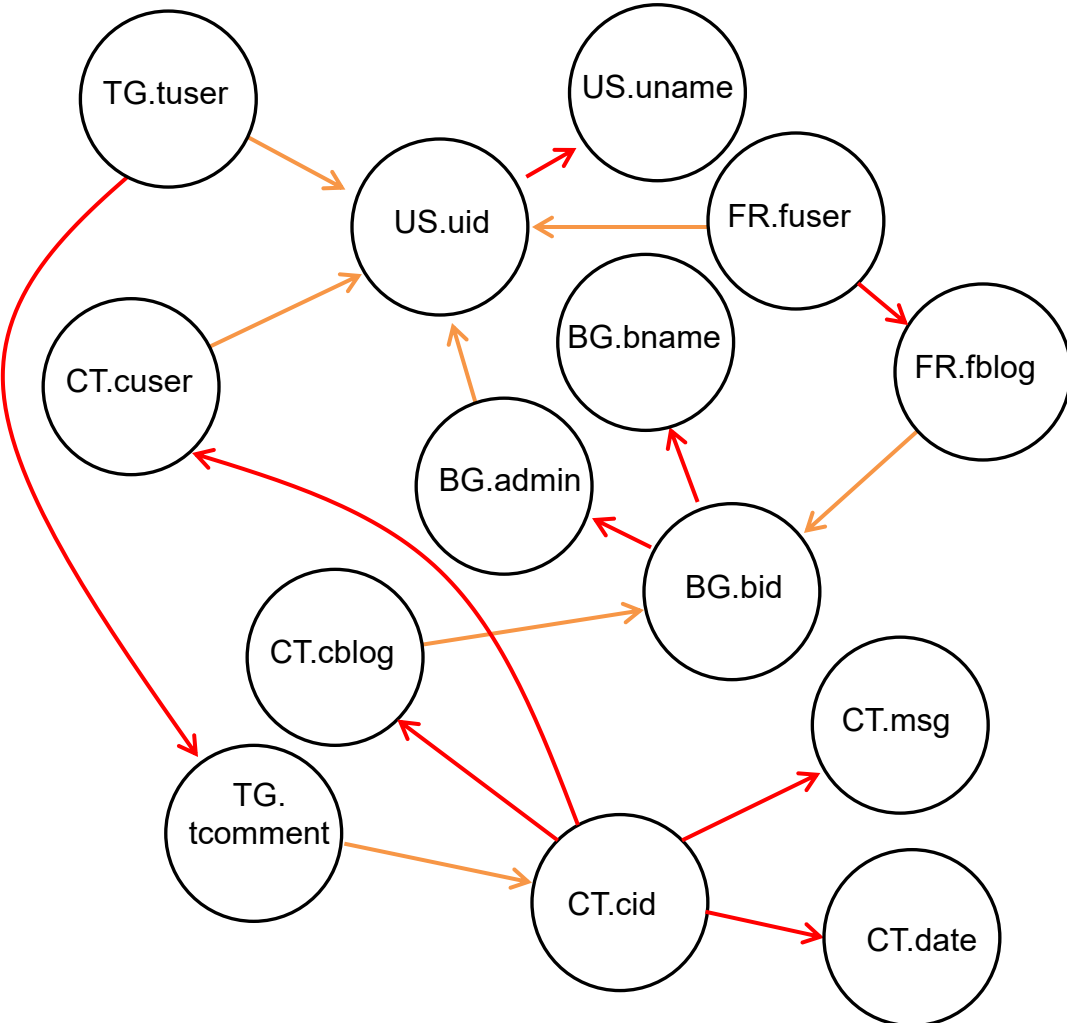 TG.tuser
US.uname
US.uid
FR.fuser
BG.bname
FR.fblog
CT.cuser
BG.admin
BG.bid
CT.cblog
CT.msg
TG.
tcomment
CT.cid
CT.date